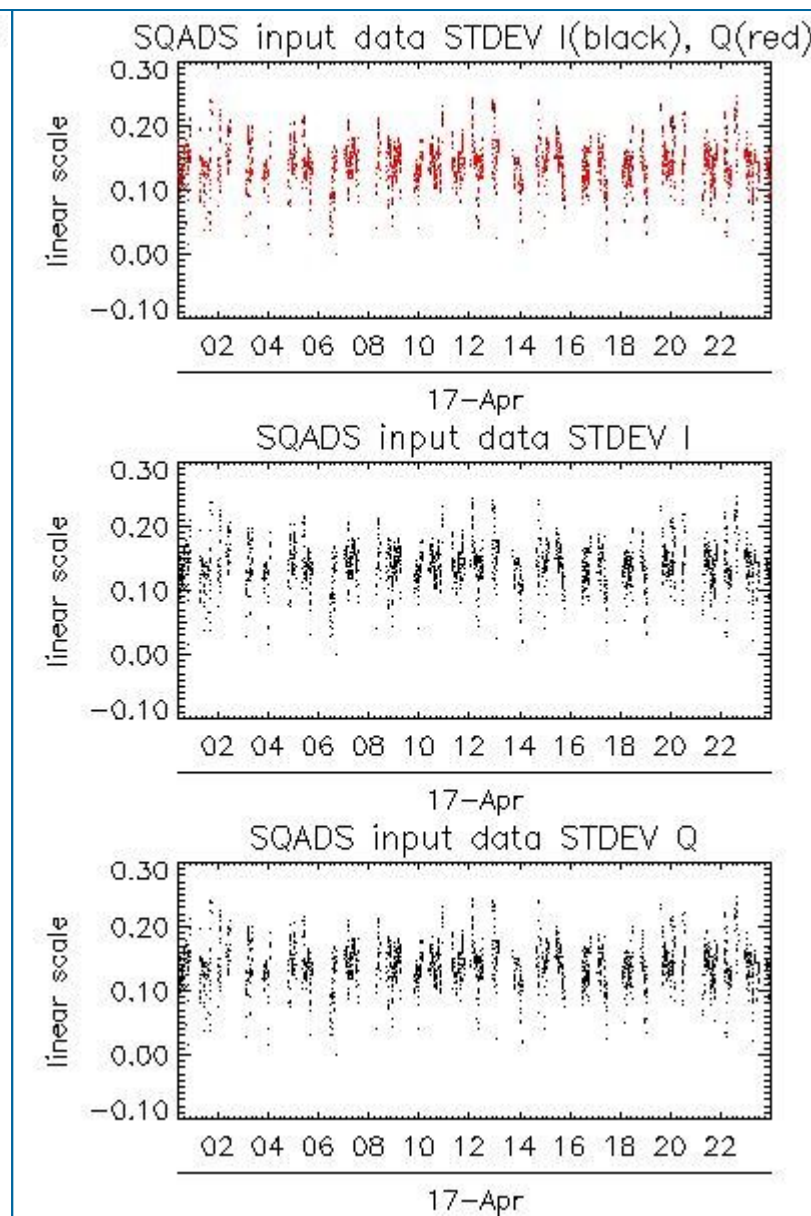 SQADS input data STDEV I(black), Q(red)
0.30
0.20
0.10
0.00
-0.10
linear scale
02 04 06 08 10 12 14 16 18 20 22
17-Apr
SQADS input data STDEV I
0.30
0.20
0.10
0.00
-0.10
linear scale
02 04 06 08 10 12 14 16 18 20 22
17-Apr
SQADS input data STDEV Q
0.30
0.20
0.10
0.00
-0.10
linear scale
02 04 06 08 10 12 14 16 18 20 22
17-Apr